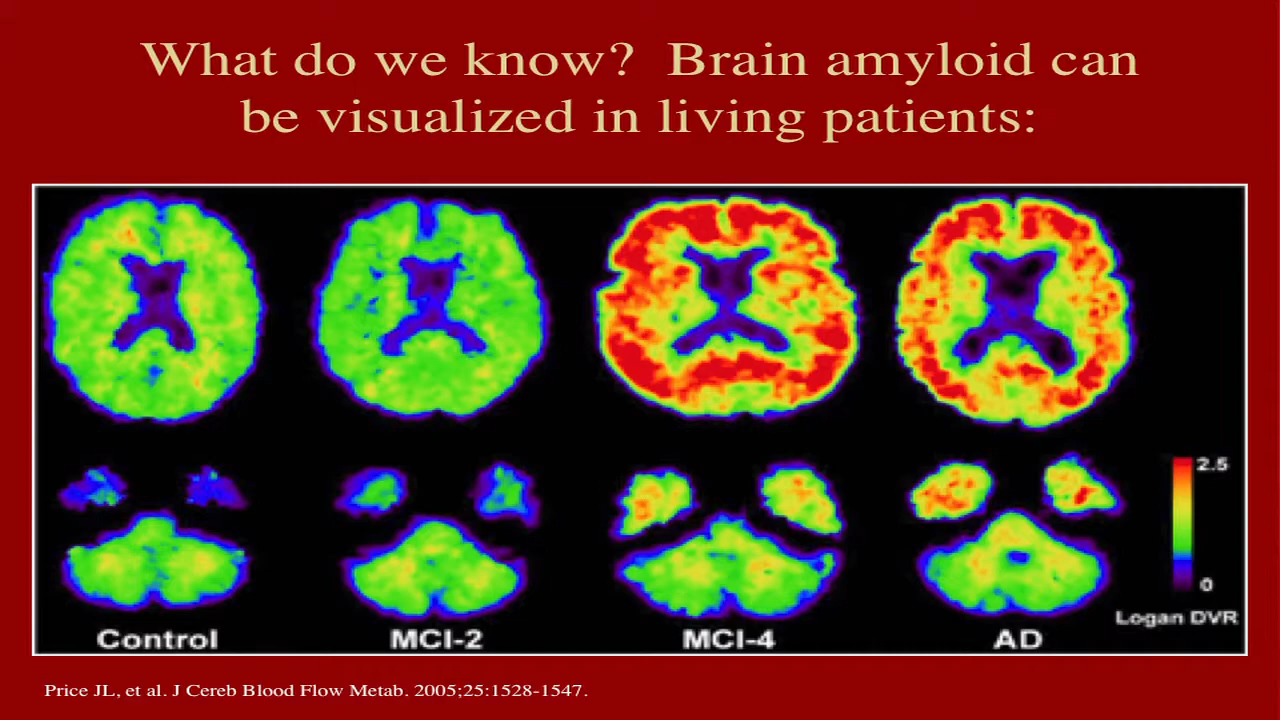 What do we know? Brain amyloid can
be visualized in living patients:
2.5
0
Logan DVR
Control
MCI-2
MCI-4
AD
Price JL, et al. J Cereb Blood Flow Metab. 2005;25:1528-1547.